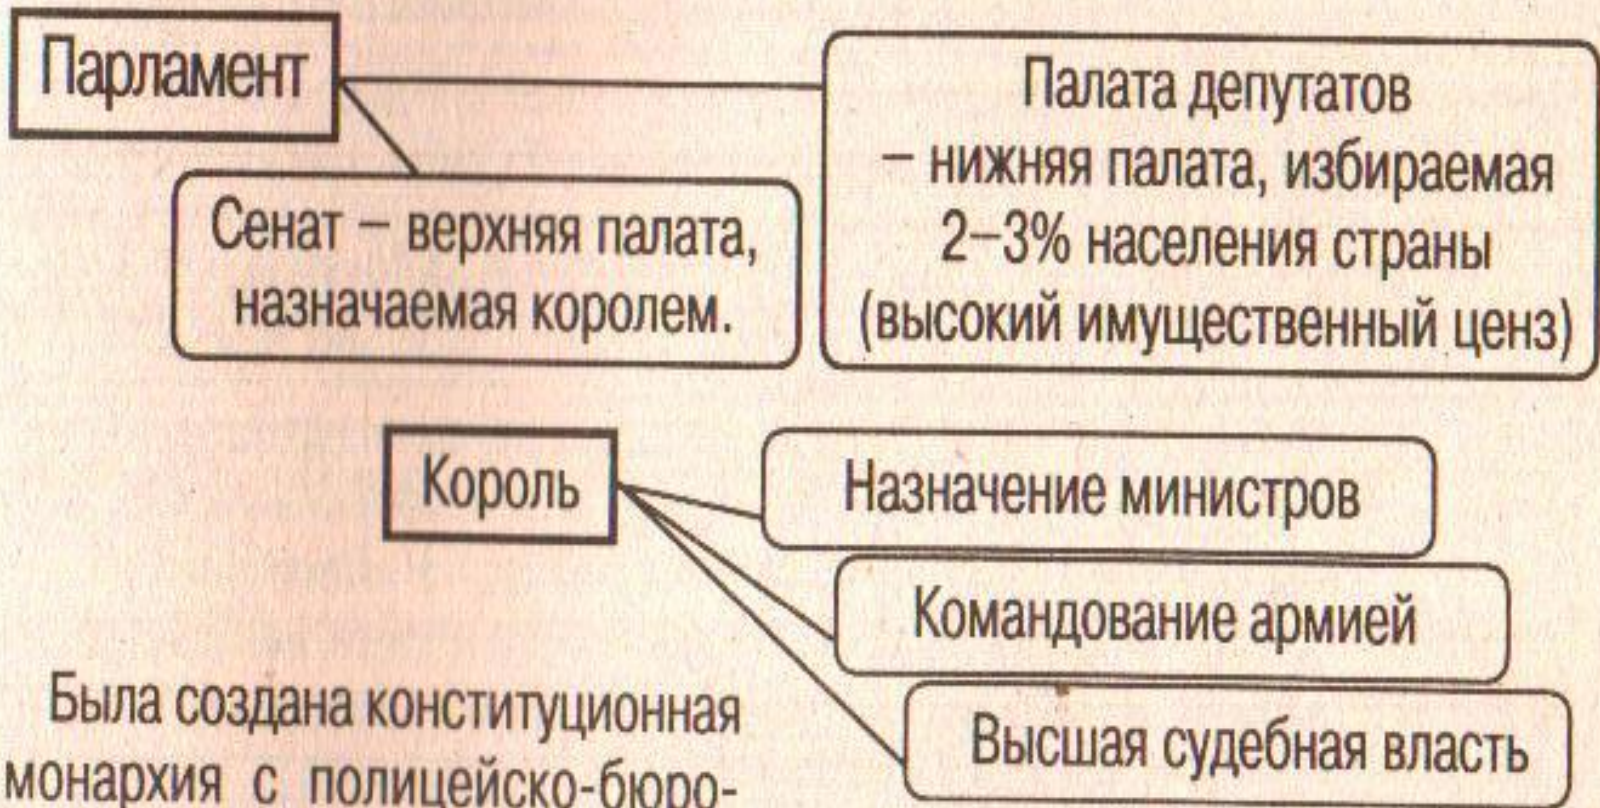 Парламент
Палата депутатов
– нижняя палата, избираемая
2–3% населения страны
(высокий имущественный ценз)
Сенат – верхняя палата,
назначаемая королем.
Король
Назначение министров
Командование армией
Высшая судебная власть
Была создана конституционная
монархия с полицейско-бюро-